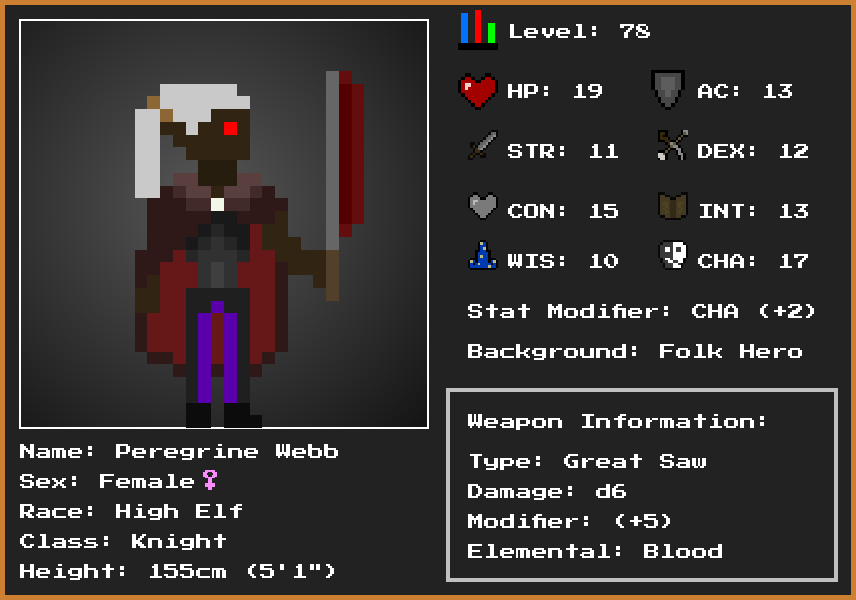 Level: 78
HP: 19 AC: 13
STR: 11 DEX: 12
CON: 15 INT: 13
WIS: 10 CHA: 17
Stat Modifier: CHA (+2)
Background: Folk Hero
Name: Peregrine Webb
Sex: Female♀
Race: High Elf
Class: Knight
Height: 155cm (5'1")
Weapon Information:
Type: Great Saw
Damage: d6
Modifier: (+5)
Elemental: Blood